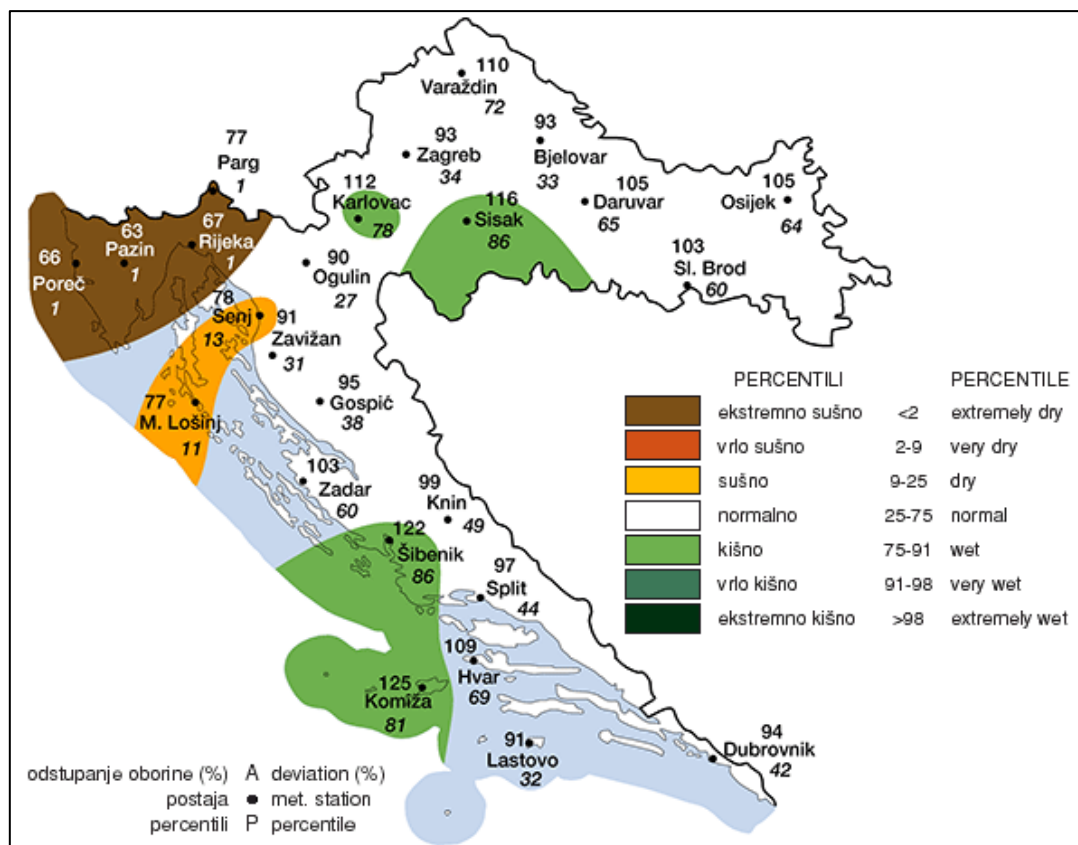 110
Varaždin
72
93
Zagreb
34
93
Bjelovar
33
77
Parg
1
112
Karlovac
78
116
Sisak
86
105
Daruvar
65
105
Osijek
64
103
Sl. Brod
60
66
Poreč
1
63
Pazin
1
67
Rijeka
1
90
Ogulin
27
78
Senj
13
91
Zavižan
31
95
Gospić
38
77
M. Lošinj
11
103
Zadar
60
99
Knin
49
122
Šibenik
86
97
Split
44
109
Hvar
69
125
Komiža
81
91
Lastovo
32
94
Dubrovnik
42
PERCENTILI PERCENTILE
ekstremno sušno <2 extremely dry
vrlo sušno 2-9 very dry
sušno 9-25 dry
normalno 25-75 normal
kišno 75-91 wet
vrlo kišno 91-98 very wet
ekstremno kišno >98 extremely wet
odstupanje oborine (%) A deviation (%)
postaja met. station
percentili P percentile